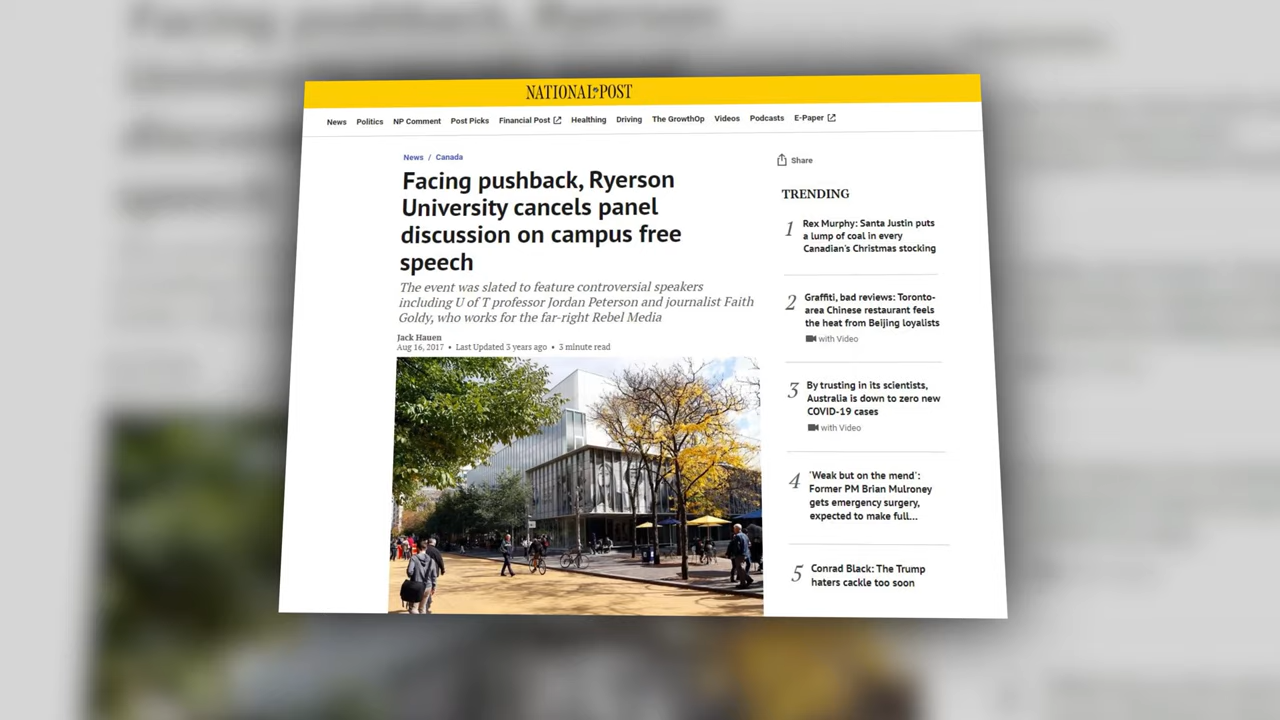 NATIONAL POST
News Politics NP Comment Post Picks Financial Post Healthing Driving The GrowthOp Videos Podcasts E-Paper
News / Canada
Facing pushback, Ryerson
University cancels panel
discussion on campus free
speech
The event was slated to feature controversial speakers
including U of T professor Jordan Peterson and journalist Faith
Goldy, who works for the far-right Rebel Media
Jack Hauen
Aug 16, 2017 • Last Updated 3 years ago • 3 minute read
Share
TRENDING
1 Rex Murphy: Santa Justin puts
a lump of coal in every
Canadian's Christmas stocking
2 Graffiti, bad reviews: Toronto-
area Chinese restaurant feels
the heat from Beijing loyalists
with Video
3 By trusting in its scientists,
Australia is down to zero new
COVID-19 cases
with Video
4 'Weak but on the mend':
Former PM Brian Mulroney
gets emergency surgery,
expected to make full...
5 Conrad Black: The Trump
haters cackle too soon